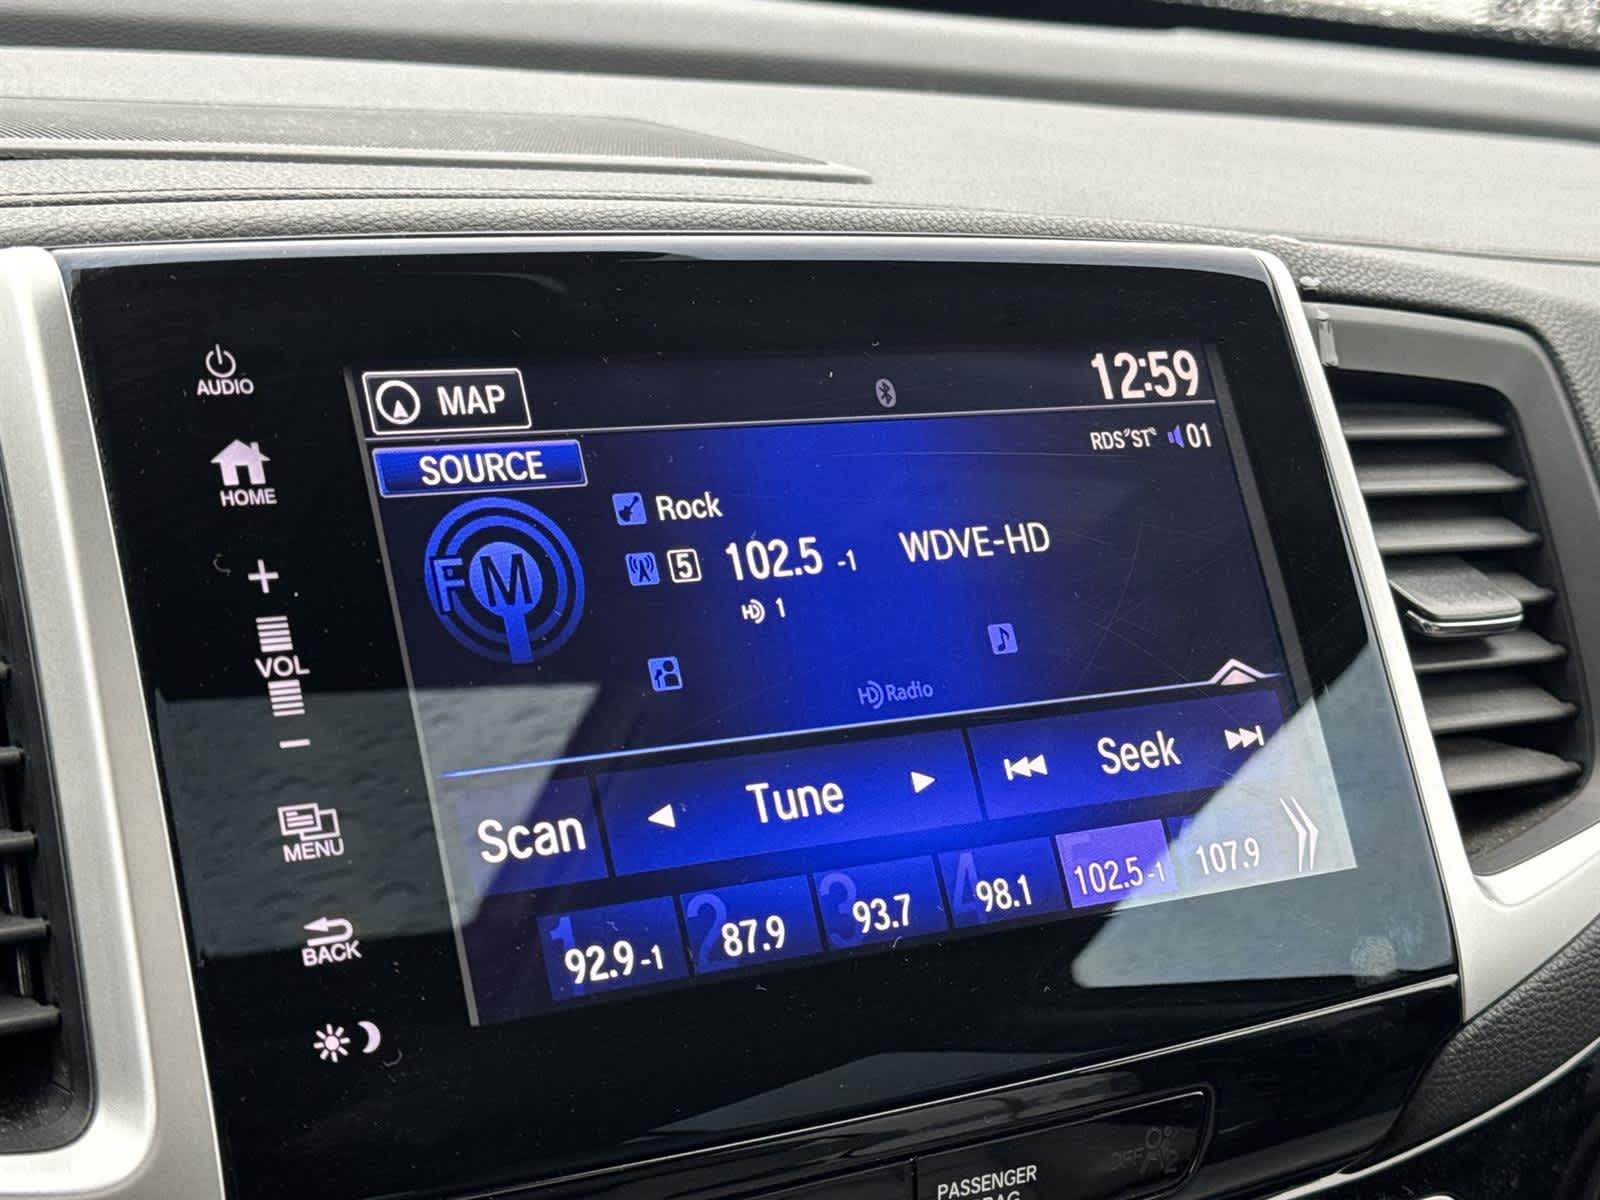 AUDIO
HOME
VOL
MENU
BACK
MAP
12:59
SOURCE
RDS ST 01
FM
Rock
5 102.5 -1 WDVE-HD
HD 1
HD Radio
Scan Tune Seek
1 92.9-1
2 87.9
3 93.7
4 98.1
5 102.5-1
107.9
PASSENGER
OFF